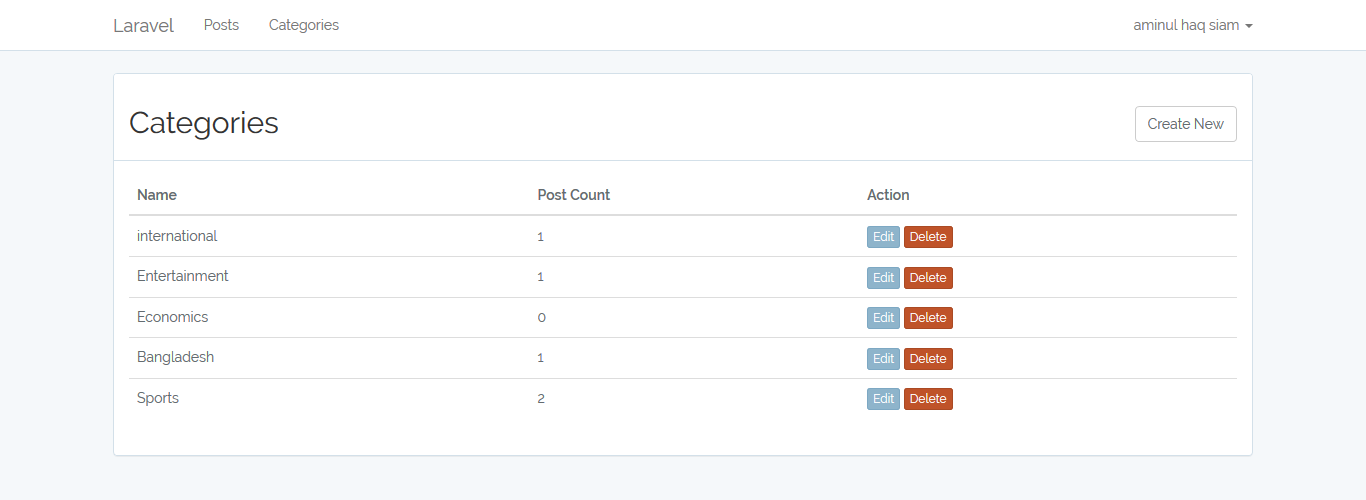 Laravel Posts Categories aminul haq siam
Categories Create New
Name Post Count Action
international 1 Edit Delete
Entertainment 1 Edit Delete
Economics 0 Edit Delete
Bangladesh 1 Edit Delete
Sports 2 Edit Delete